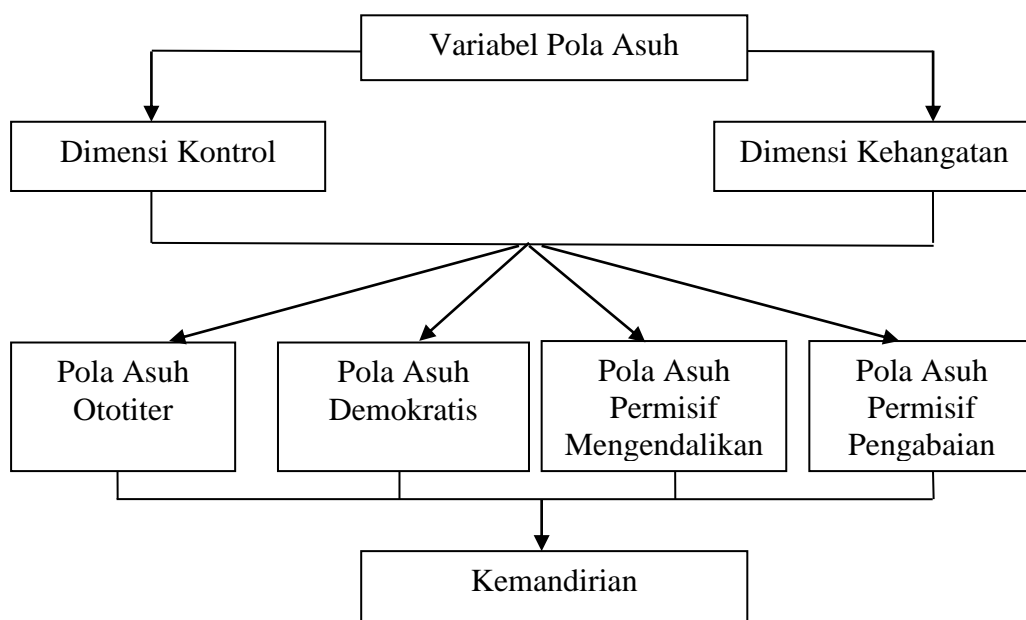 Variabel Pola Asuh
Dimensi Kontrol
Dimensi Kehangatan
Pola Asuh
Ototiter
Pola Asuh
Demokratis
Pola Asuh
Permisif
Mengendalikan
Pola Asuh
Permisif
Pengabaian
Kemandirian